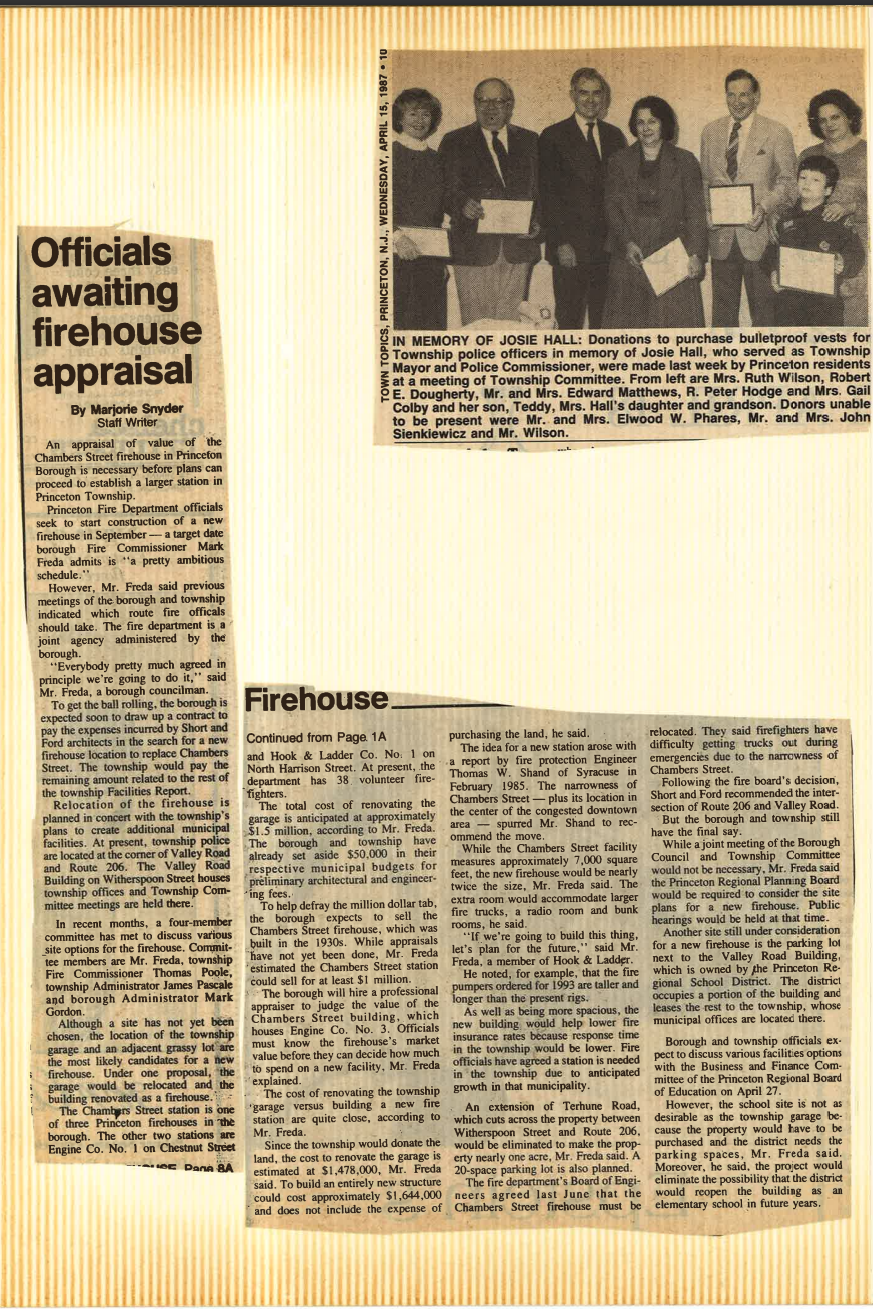 TOWN TOPICS, PRINCETON, N.J., WEDNESDAY, APRIL 15, 1987 • 10
IN MEMORY OF JOSIE HALL: Donations to purchase bulletproof vests for
Township police officers in memory of Josie Hall, who served as Township
Mayor and Police Commissioner, were made last week by Princeton residents
at a meeting of Township Committee. From left are Mrs. Ruth Wilson, Robert
E. Dougherty, Mr. and Mrs. Edward Matthews, R. Peter Hodge and Mrs. Gail
Colby and her son, Teddy, Mrs. Hall's daughter and grandson. Donors unable
to be present were Mr. and Mrs. Elwood W. Phares, Mr. and Mrs. John
Sienkiewicz and Mr. Wilson.
Officials
awaiting
firehouse
appraisal
By Marjorie Snyder
Staff Writer
An appraisal of value of the
Chambers Street firehouse in Princeton
Borough is necessary before plans can
proceed to establish a larger station in
Princeton Township.
Princeton Fire Department officials
seek to start construction of a new
firehouse in September — a target date
borough Fire Commissioner Mark
Freda admits is "a pretty ambitious
schedule."
However, Mr. Freda said previous
meetings of the borough and township
indicated which route fire officals
should take. The fire department is a
joint agency administered by the
borough.
"Everybody pretty much agreed in
principle we're going to do it," said
Mr. Freda, a borough councilman.
To get the ball rolling, the borough is
expected soon to draw up a contract to
pay the expenses incurred by Short and
Ford architects in the search for a new
firehouse location to replace Chambers
Street. The township would pay the
remaining amount related to the rest of
the township Facilities Report.
Relocation of the firehouse is
planned in concert with the township's
plans to create additional municipal
facilities. At present, township police
are located at the corner of Valley Road
and Route 206. The Valley Road
Building on Witherspoon Street houses
township offices and Township Com-
mittee meetings are held there.
In recent months, a four-member
committee has met to discuss various
site options for the firehouse. Commit-
tee members are Mr. Freda, township
Fire Commissioner Thomas Poole,
township Administrator James Pascale
and borough Administrator Mark
Gordon.
Although a site has not yet been
chosen, the location of the township
garage and an adjacent grassy lot are
the most likely candidates for a new
firehouse. Under one proposal, the
garage would be relocated and the
building renovated as a firehouse.
The Chambers Street station is one
of three Princeton firehouses in the
borough. The other two stations are
Engine Co. No. 1 on Chestnut Street
Page 8A
Firehouse
Continued from Page 1A
and Hook & Ladder Co. No. 1 on
North Harrison Street. At present, the
department has 38 volunteer fire-
fighters.
The total cost of renovating the
garage is anticipated at approximately
$1.5 million, according to Mr. Freda.
The borough and township have
already set aside $50,000 in their
respective municipal budgets for
preliminary architectural and engineer-
ing fees.
To help defray the million dollar tab,
the borough expects to sell the
Chambers Street firehouse, which was
built in the 1930s. While appraisals
have not yet been done, Mr. Freda
estimated the Chambers Street station
could sell for at least $1 million.
The borough will hire a professional
appraiser to judge the value of the
Chambers Street building, which
houses Engine Co. No. 3. Officials
must know the firehouse's market
value before they can decide how much
to spend on a new facility, Mr. Freda
explained.
The cost of renovating the township
garage versus building a new fire
station are quite close, according to
Mr. Freda.
Since the township would donate the
land, the cost to renovate the garage is
estimated at $1,478,000, Mr. Freda
said. To build an entirely new structure
could cost approximately $1,644,000
and does not include the expense of
purchasing the land, he said.
The idea for a new station arose with
a report by fire protection Engineer
Thomas W. Shand of Syracuse in
February 1985. The narrowness of
Chambers Street — plus its location in
the center of the congested downtown
area — spurred Mr. Shand to rec-
ommend the move.
While the Chambers Street facility
measures approximately 7,000 square
feet, the new firehouse would be nearly
twice the size, Mr. Freda said. The
extra room would accommodate larger
fire trucks, a radio room and bunk
rooms, he said.
"If we're going to build this thing,
let's plan for the future," said Mr.
Freda, a member of Hook & Ladder.
He noted, for example, that the fire
pumpers ordered for 1993 are taller and
longer than the present rigs.
As well as being more spacious, the
new building would help lower fire
insurance rates because response time
in the township would be lower. Fire
officials have agreed a station is needed
in the township due to anticipated
growth in that municipality.
An extension of Terhune Road,
which cuts across the property between
Witherspoon Street and Route 206,
would be eliminated to make the prop-
erty nearly one acre, Mr. Freda said. A
20-space parking lot is also planned.
The fire department's Board of Engi-
neers agreed last June that the
Chambers Street firehouse must be
relocated. They said firefighters have
difficulty getting trucks out during
emergencies due to the narrowness of
Chambers Street.
Following the fire board's decision,
Short and Ford recommended the inter-
section of Route 206 and Valley Road.
But the borough and township still
have the final say.
While a joint meeting of the Borough
Council and Township Committee
would not be necessary, Mr. Freda said
the Princeton Regional Planning Board
would be required to consider the site
plans for a new firehouse. Public
hearings would be held at that time.
Another site still under consideration
for a new firehouse is the parking lot
next to the Valley Road Building,
which is owned by the Princeton Re-
gional School District. The district
occupies a portion of the building and
leases the rest to the township, whose
municipal offices are located there.
Borough and township officials ex-
pect to discuss various facilities options
with the Business and Finance Com-
mittee of the Princeton Regional Board
of Education on April 27.
However, the school site is not as
desirable as the township garage be-
cause the property would have to be
purchased and the district needs the
parking spaces, Mr. Freda said.
Moreover, he said, the project would
eliminate the possibility that the district
would reopen the building as an
elementary school in future years.